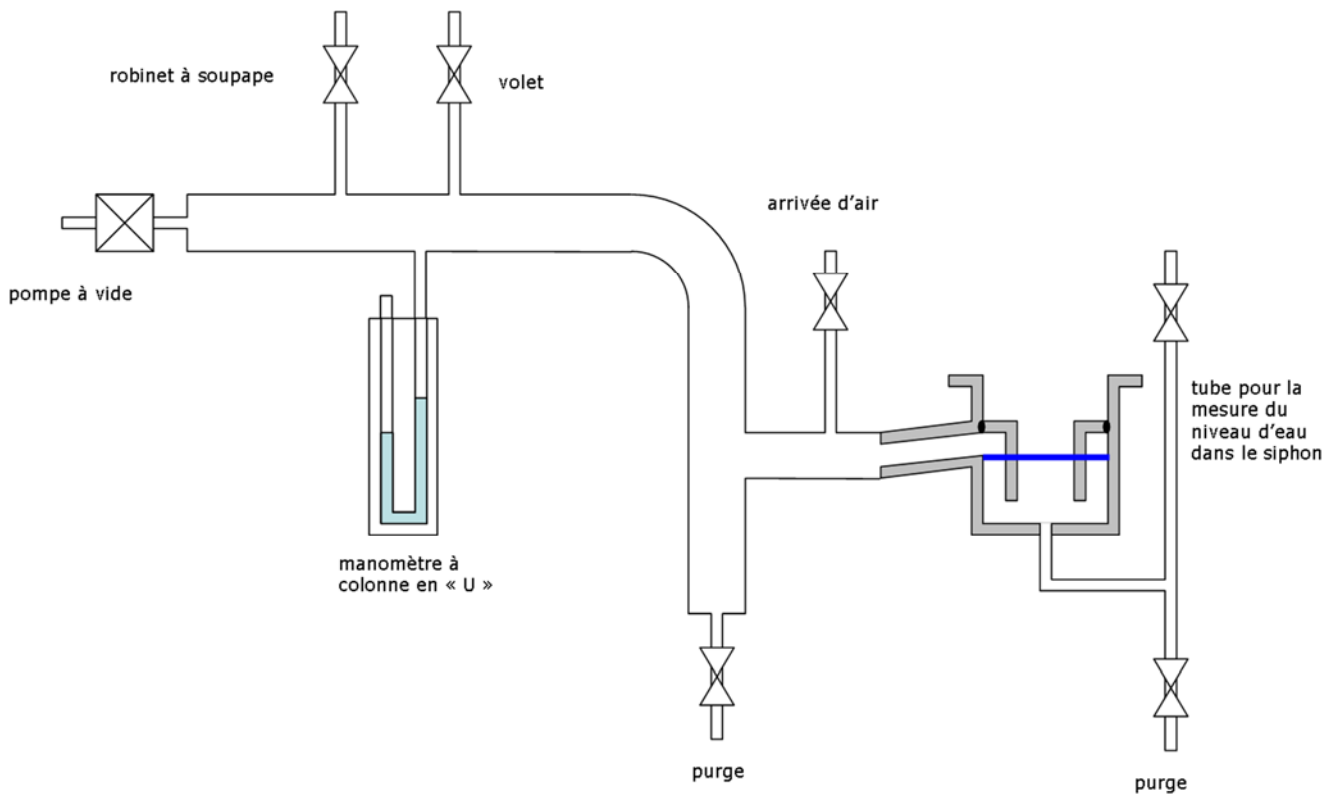 robinet à soupape
volet
pompe à vide
arrivée d'air
tube pour la
mesure du
niveau d'eau
dans le siphon
manomètre à
colonne en « U »
purge
purge